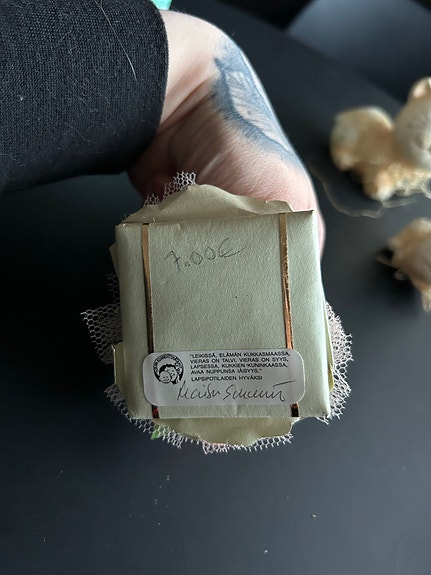 7.00€
"LEIKISSÄ, ELÄMÄN KUKKASMAASSA,
VIERAS ON TALVI, VIERAS ON SYYS,
LAPSESSA, KUKKIEN KUNINKAASSA,
AVAA NUPPUNSA IÄISYYS."
LAPSIPOTILAIDEN HYVÄKSI